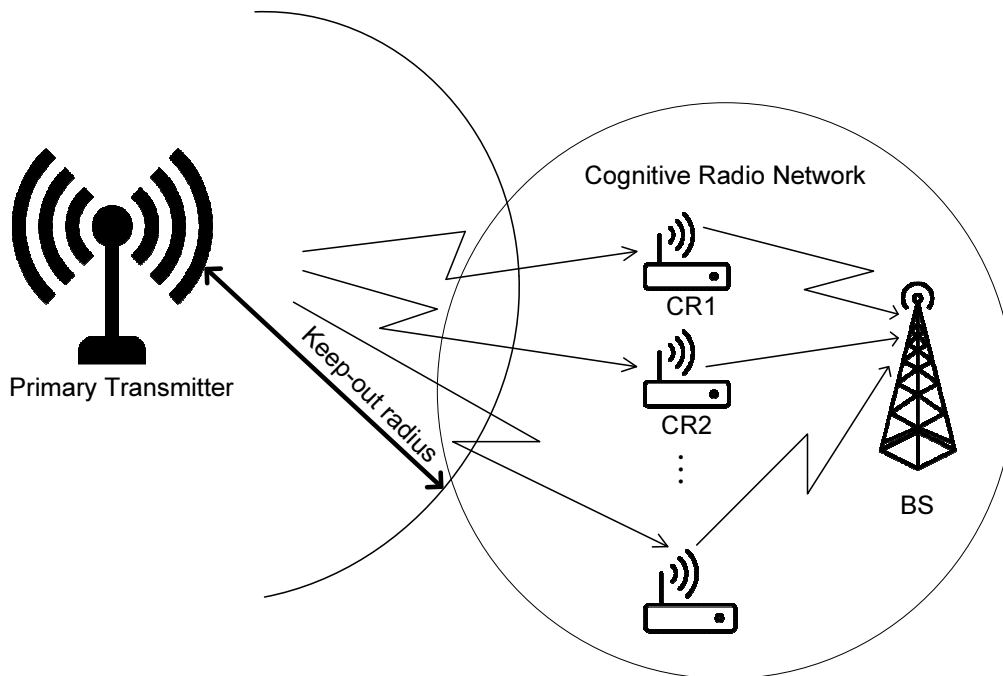 Cognitive Radio Network
CR1
Primary Transmitter
Keep-out radius
CR2
⋮
BS